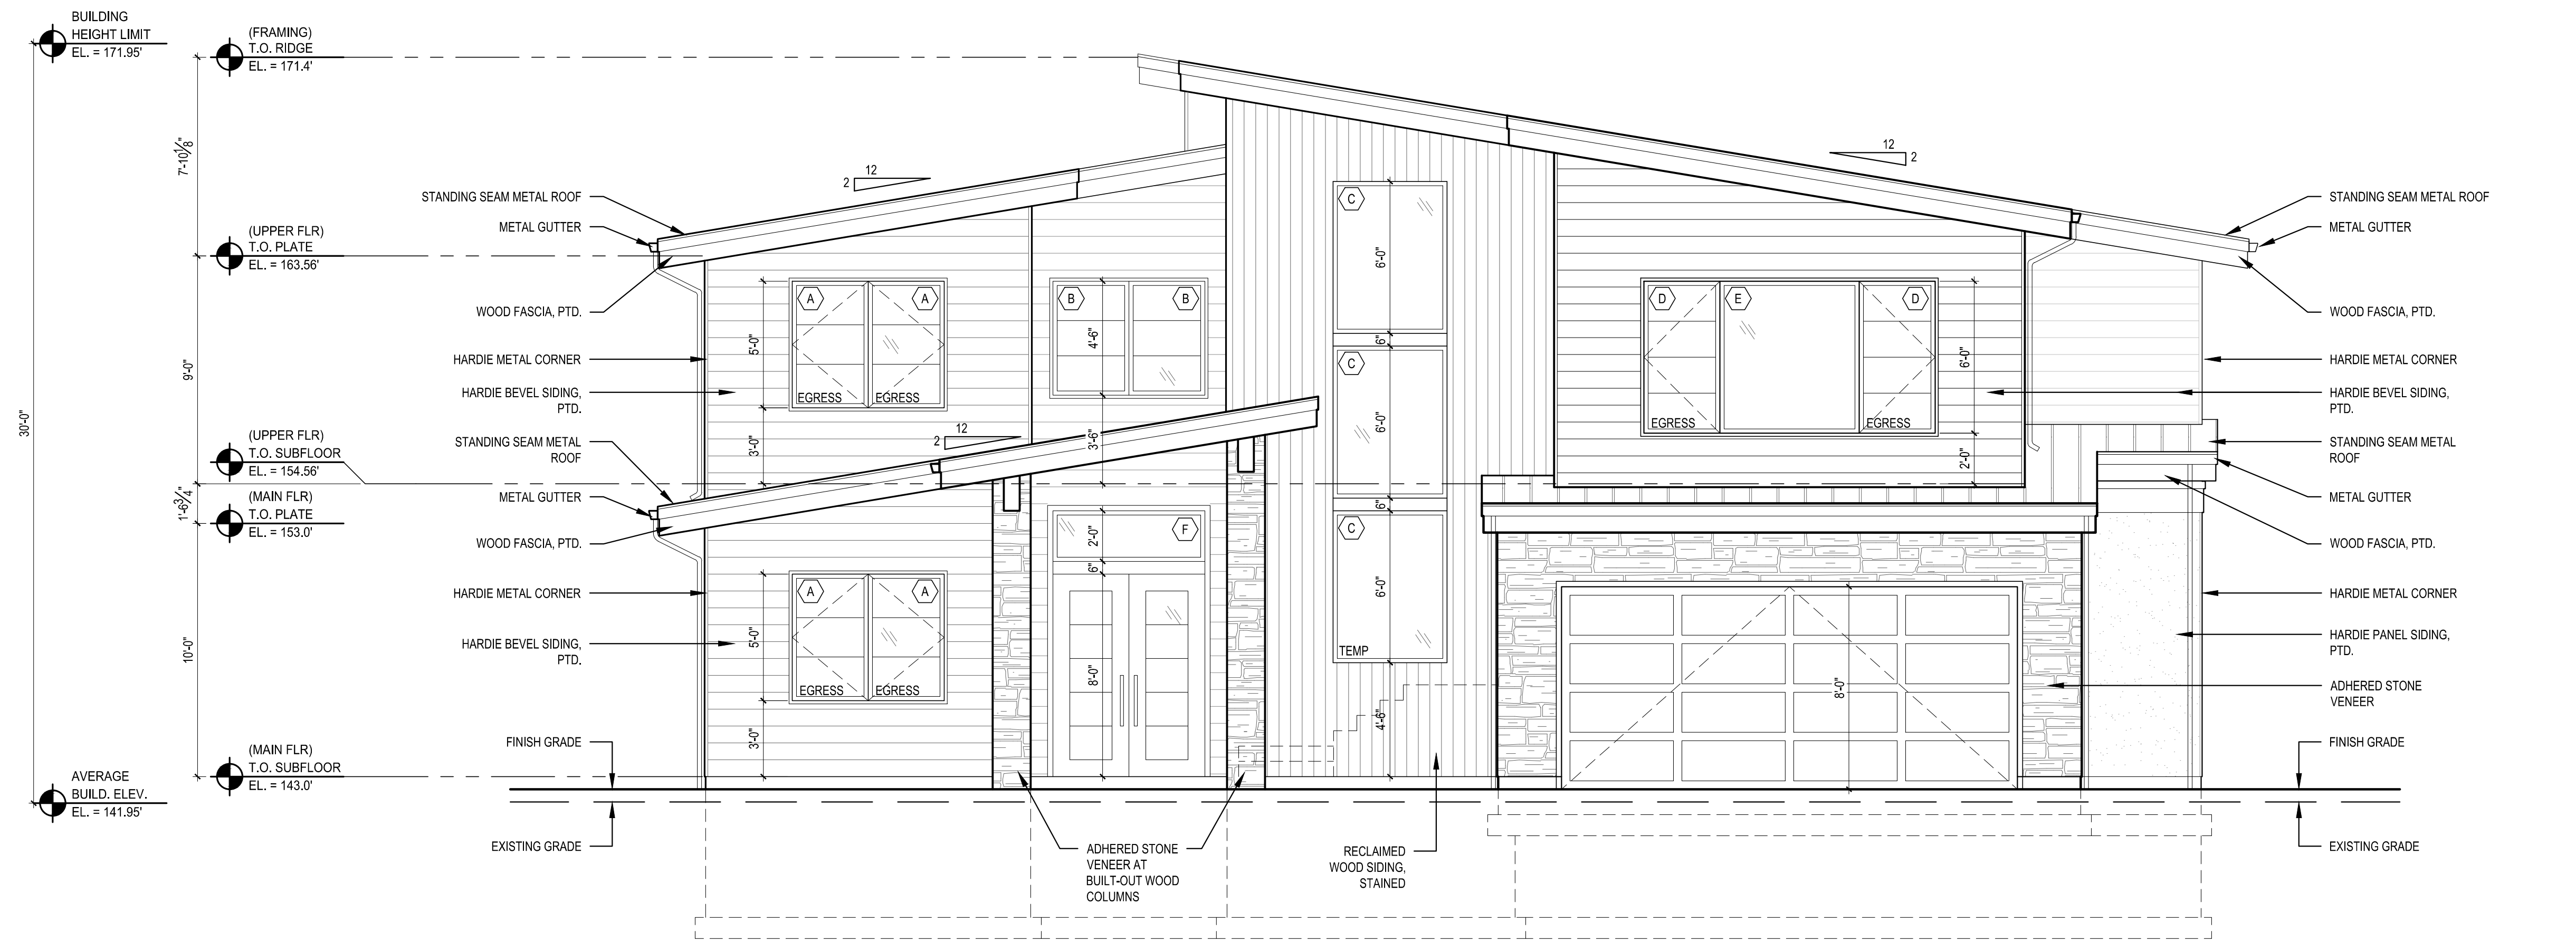 BUILDING
HEIGHT LIMIT
EL. = 171.95'
(FRAMING)
T.O. RIDGE
EL. = 171.4'
7'-10 1/8"
(UPPER FLR)
T.O. PLATE
EL. = 163.56'
9'-0"
30'-0"
(UPPER FLR)
T.O. SUBFLOOR
EL. = 154.56'
1'-6 3/4"
(MAIN FLR)
T.O. PLATE
EL. = 153.0'
10'-0"
(MAIN FLR)
T.O. SUBFLOOR
EL. = 143.0'
AVERAGE
BUILD. ELEV.
EL. = 141.95'
STANDING SEAM METAL ROOF
METAL GUTTER
WOOD FASCIA, PTD.
HARDIE METAL CORNER
HARDIE BEVEL SIDING,
PTD.
STANDING SEAM METAL
ROOF
METAL GUTTER
WOOD FASCIA, PTD.
HARDIE METAL CORNER
HARDIE BEVEL SIDING,
PTD.
FINISH GRADE
EXISTING GRADE
12
2
A
A
5'-0"
EGRESS
EGRESS
3'-0"
B
B
4'-6"
3'-6"
12
2
A
A
5'-0"
EGRESS
EGRESS
3'-0"
F
2'-0"
6"
8'-0"
C
6'-0"
6"
C
6'-0"
6"
C
6'-0"
TEMP
4'-6"
12
2
D
E
D
6'-0"
EGRESS
EGRESS
2'-0"
8'-0"
ADHERED STONE
VENEER AT
BUILT-OUT WOOD
COLUMNS
RECLAIMED
WOOD SIDING,
STAINED
STANDING SEAM METAL ROOF
METAL GUTTER
WOOD FASCIA, PTD.
HARDIE METAL CORNER
HARDIE BEVEL SIDING,
PTD.
STANDING SEAM METAL
ROOF
METAL GUTTER
WOOD FASCIA, PTD.
HARDIE METAL CORNER
HARDIE PANEL SIDING,
PTD.
ADHERED STONE
VENEER
FINISH GRADE
EXISTING GRADE